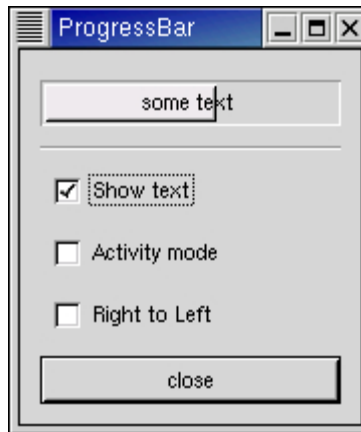 ProgressBar
some text
Show text
Activity mode
Right to Left
close